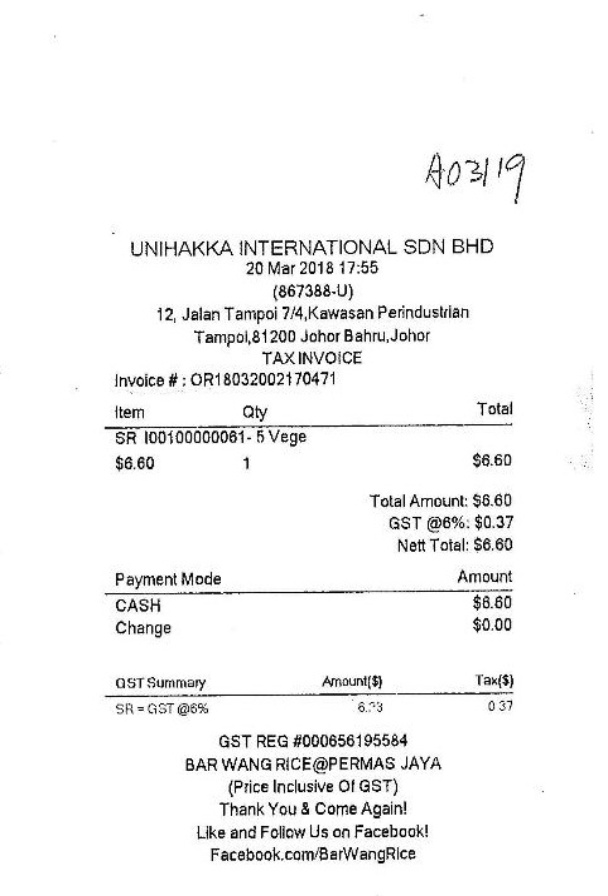 A03119
UNIHAKKA INTERNATIONAL SDN BHD
20 Mar 2018 17:55
(867388-U)
12, Jalan Tampoi 7/4,Kawasan Perindustrian
Tampoi,81200 Johor Bahru,Johor
TAX INVOICE
Invoice # : OR18032002170471
Item Qty Total
SR I00100000061- 5 Vege
$6.60 1 $6.60
Total Amount: $6.60
GST @6%: $0.37
Nett Total: $6.60
Payment Mode Amount
CASH $6.60
Change $0.00
GST Summary Amount($) Tax($)
SR = GST @6% 0.37
GST REG #000656195584
BAR WANG RICE@PERMAS JAYA
(Price Inclusive Of GST)
Thank You & Come Again!
Like and Follow Us on Facebook!
Facebook.com/BarWangRice